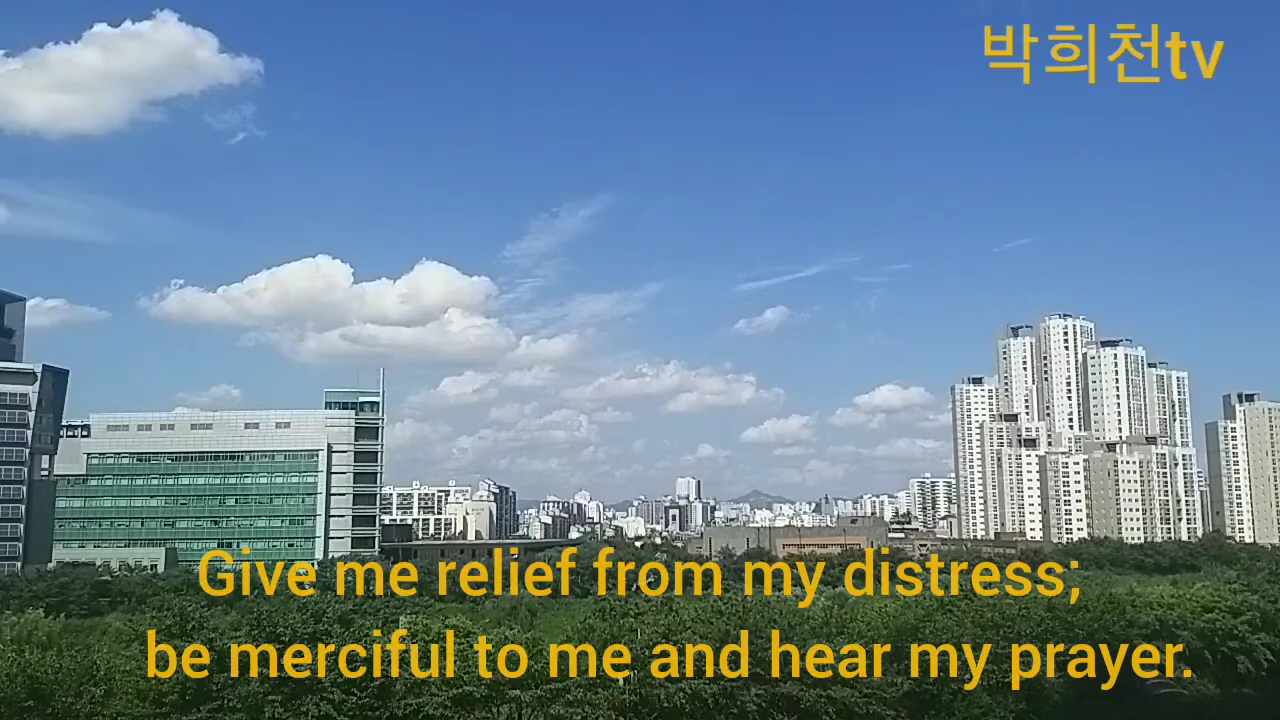 박희천tv
Give me relief from my distress;
be merciful to me and hear my prayer.